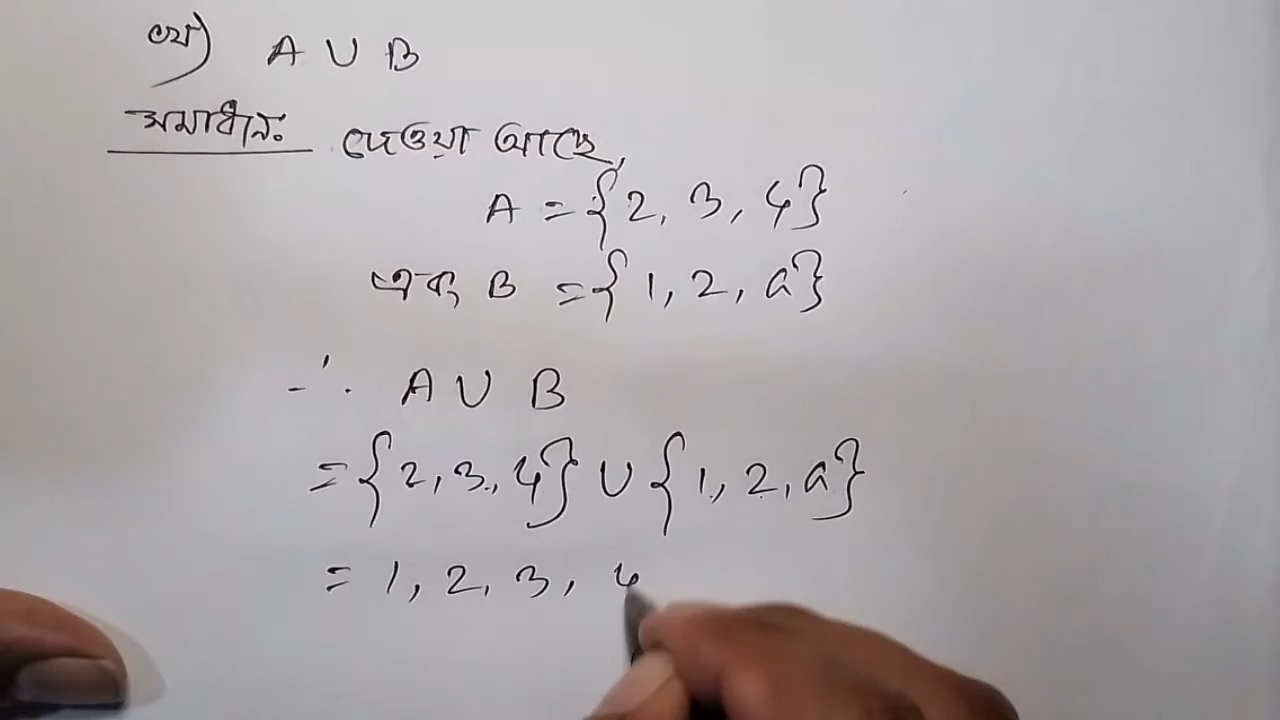 খ) A ∪ B
সমাধান: দেওয়া আছে,
A = {2, 3, 4}
এবং B = {1, 2, a}
∴ A ∪ B
= {2, 3, 4} ∪ {1, 2, a}
= 1, 2, 3, 4